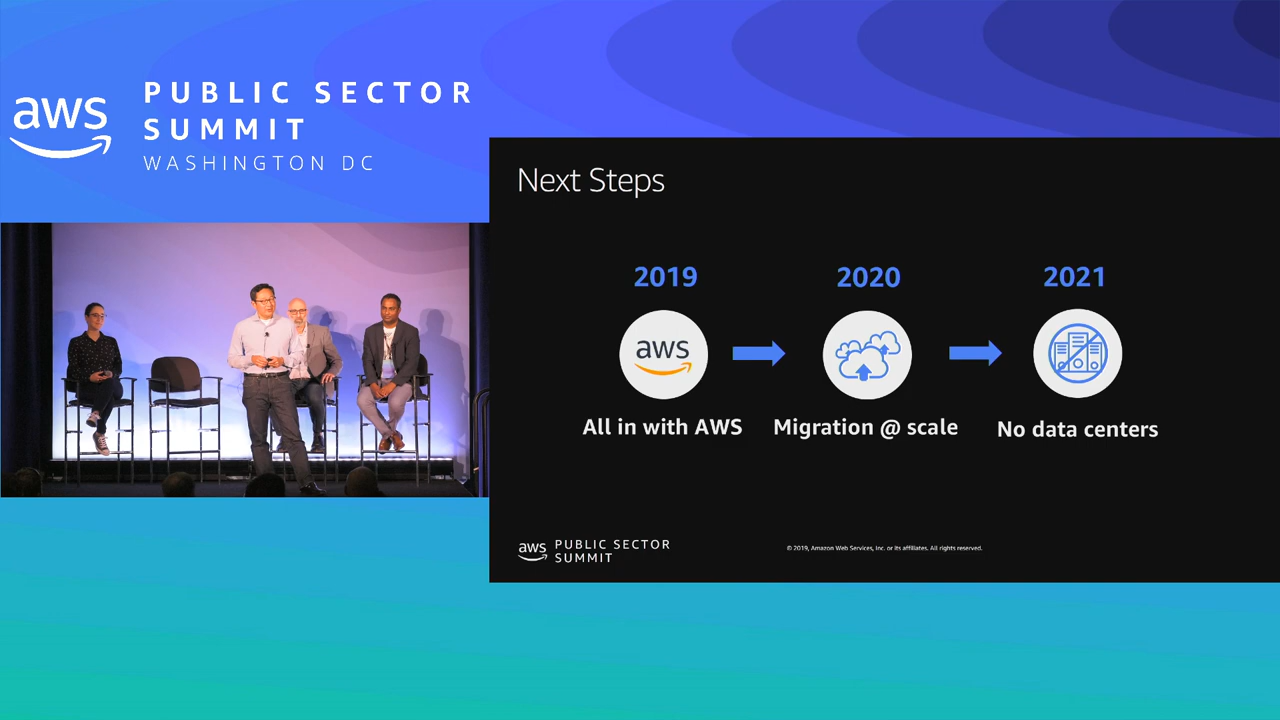 aws
PUBLIC SECTOR
SUMMIT
WASHINGTON DC
Next Steps
2019
2020
2021
aws
All in with AWS
Migration @ scale
No data centers
aws
PUBLIC SECTOR
SUMMIT
© 2019, Amazon Web Services, Inc. or its affiliates. All rights reserved.